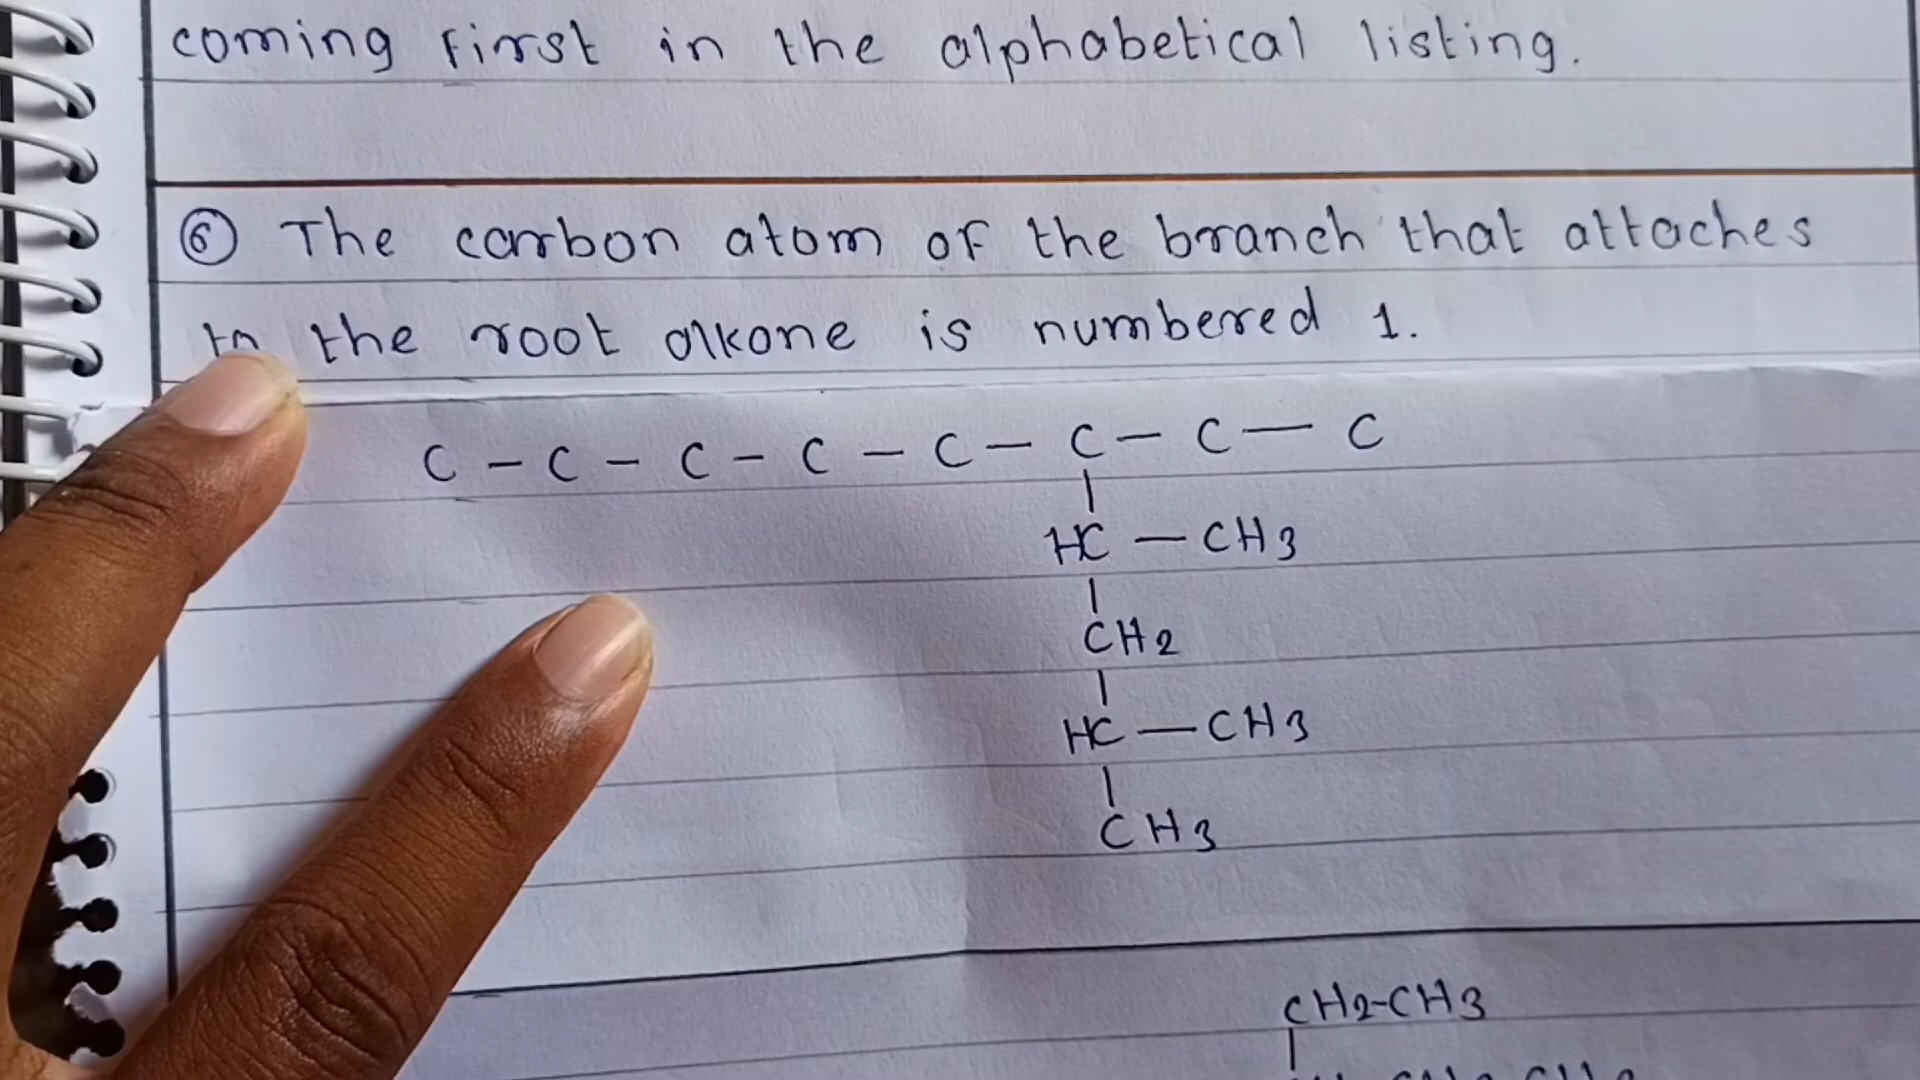 coming first in the alphabetical listing.
⑥ The carbon atom of the branch that attaches
to the root alkane is numbered 1.
C - C - C - C - C - C - C - C
|
HC - CH3
|
CH2
|
HC - CH3
|
CH3
CH2-CH3
|